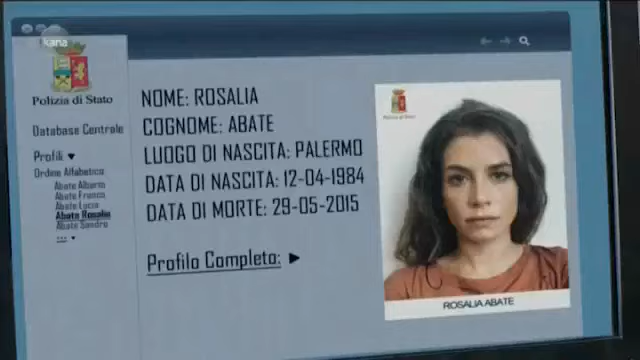 kana
Polizia di Stato
Database Centrale
Profili
Ordine Alfabetico
Abate Alberto
Abate Franco
Abate Lucia
Abate Rosalia
Abate Sandro
...
NOME: ROSALIA
COGNOME: ABATE
LUOGO DI NASCITA: PALERMO
DATA DI NASCITA: 12-04-1984
DATA DI MORTE: 29-05-2015
Profilo Completo:
Polizia di Stato
ROSALIA ABATE